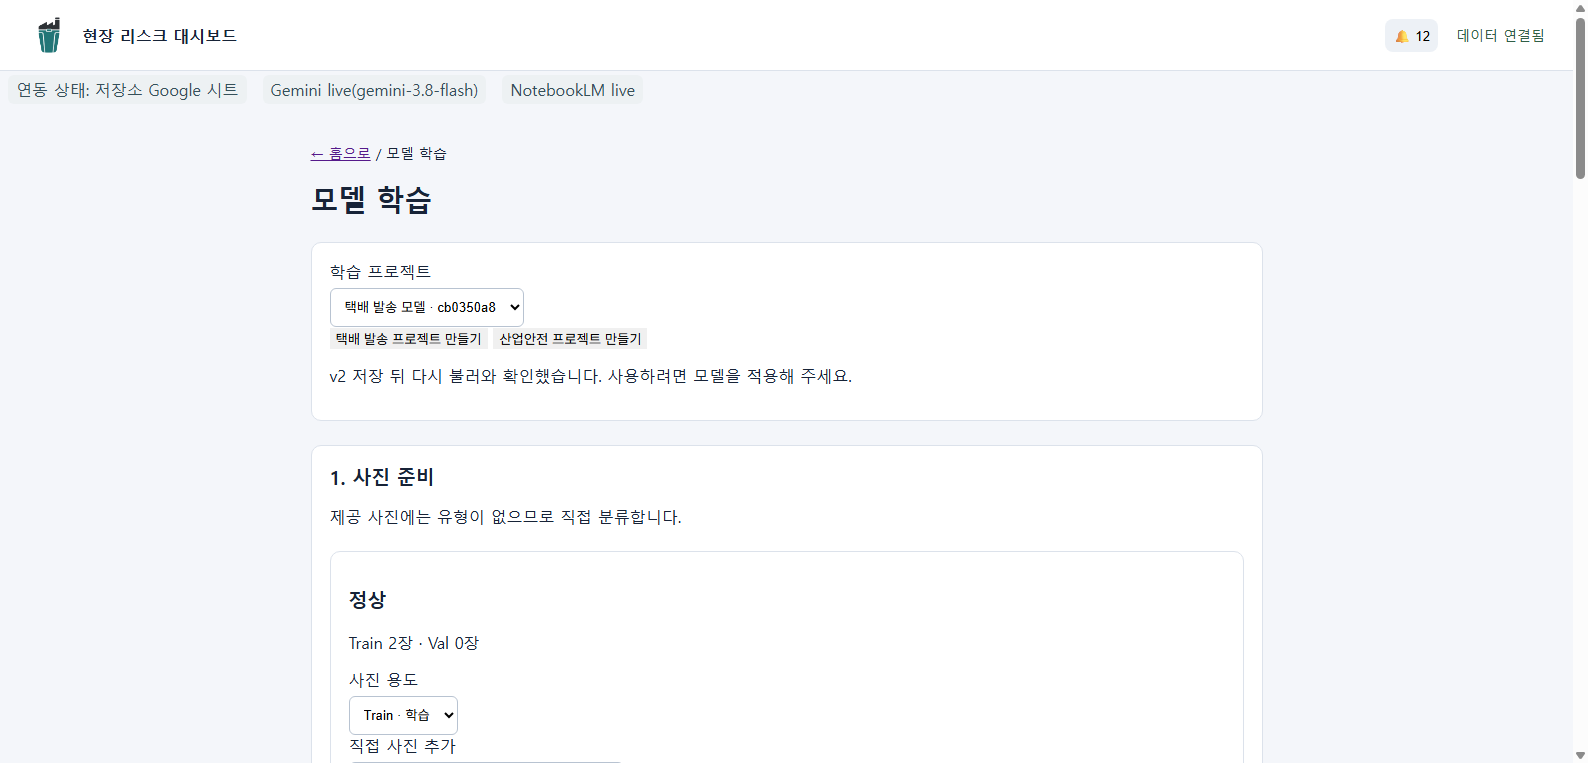 현장 리스크 대시보드
12
데이터 연결됨
연동 상태: 저장소 Google 시트
Gemini live(gemini-3.8-flash)
NotebookLM live
← 홈으로 / 모델 학습
모델 학습
학습 프로젝트
택배 발송 모델 · cb0350a8
택배 발송 프로젝트 만들기
산업안전 프로젝트 만들기
v2 저장 뒤 다시 불러와 확인했습니다. 사용하려면 모델을 적용해 주세요.
1. 사진 준비
제공 사진에는 유형이 없으므로 직접 분류합니다.
정상
Train 2장 · Val 0장
사진 용도
Train · 학습
직접 사진 추가